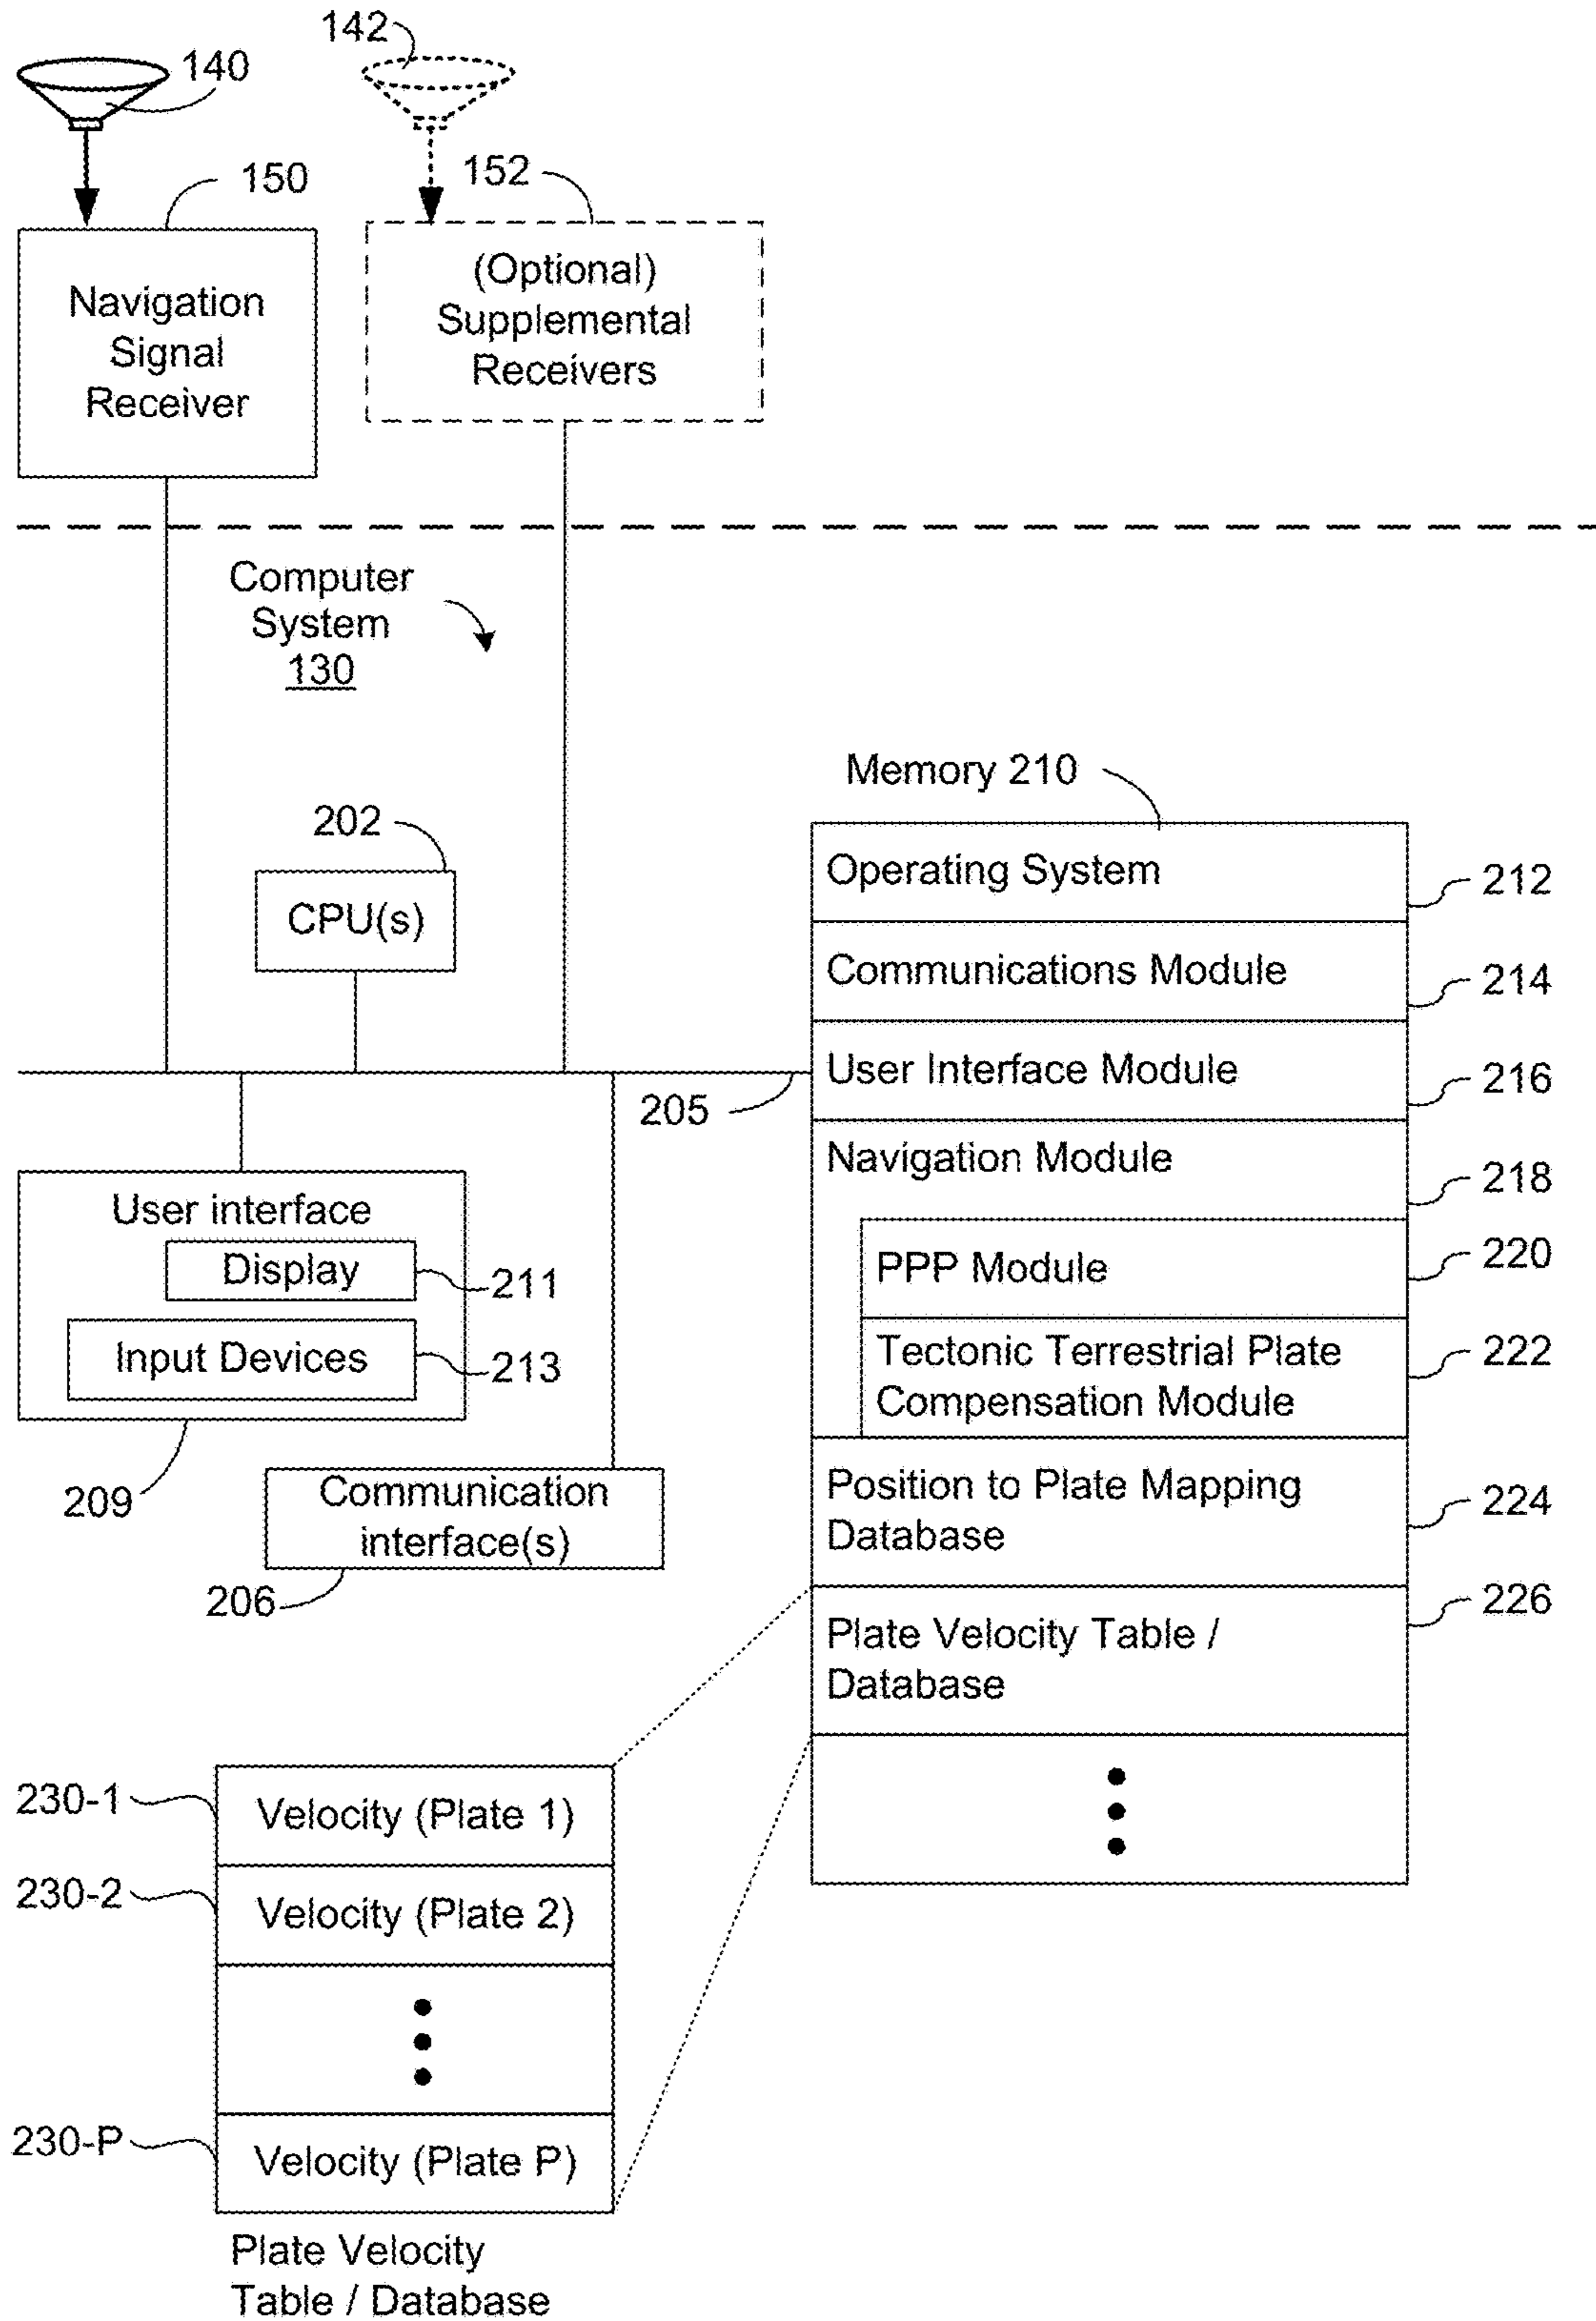 140
142
150
152
Navigation
Signal
Receiver
(Optional)
Supplemental
Receivers
Computer
System
130
Memory 210
202
CPU(s)
Operating System
212
Communications Module
214
User Interface Module
216
205
Navigation Module
218
User interface
Display
211
Input Devices
213
209
PPP Module
220
Tectonic Terrestrial Plate
Compensation Module
222
Communication
interface(s)
206
Position to Plate Mapping
Database
224
Plate Velocity Table /
Database
226
230-1
Velocity (Plate 1)
230-2
Velocity (Plate 2)
230-P
Velocity (Plate P)
Plate Velocity
Table / Database